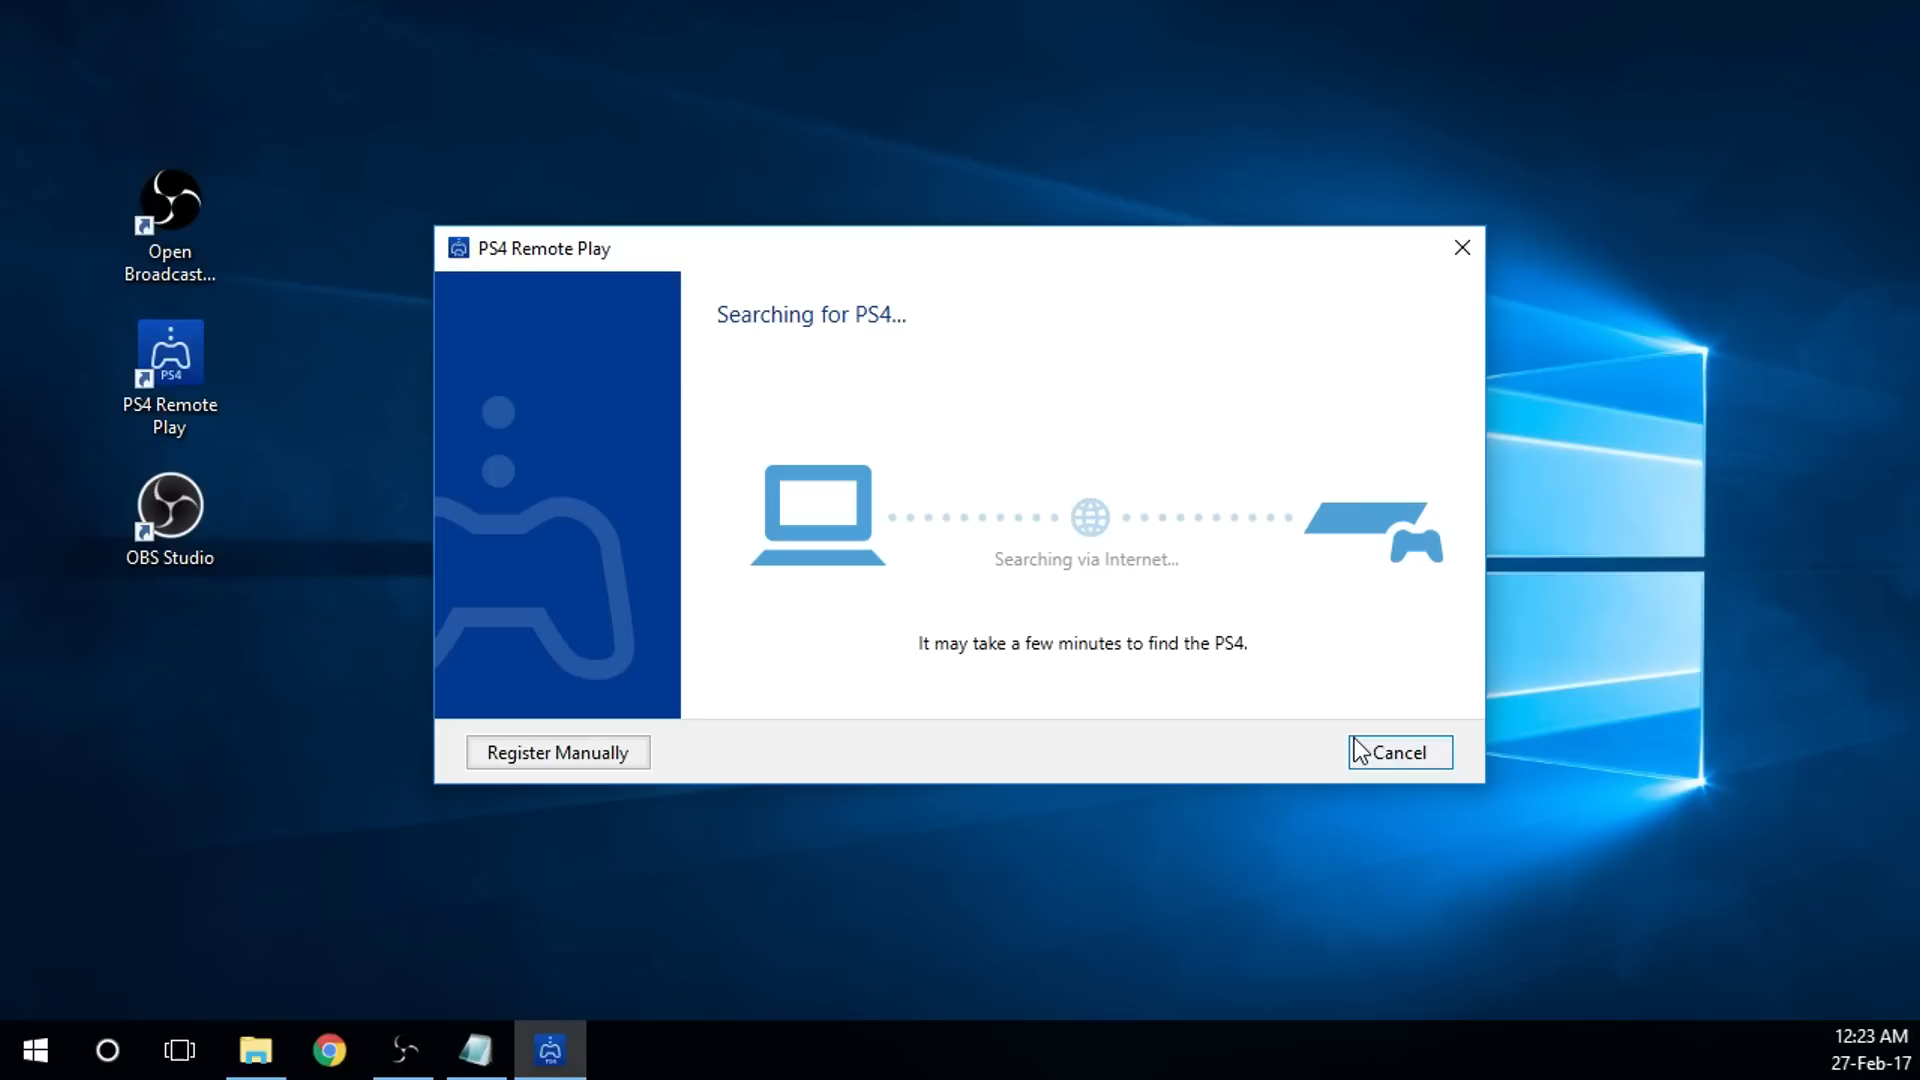 Open
Broadcast...
PS4
PS4 Remote
Play
OBS Studio
PS4 Remote Play
Searching for PS4...
Searching via Internet...
It may take a few minutes to find the PS4.
Register Manually
Cancel
PS4
12:23 AM
27-Feb-17